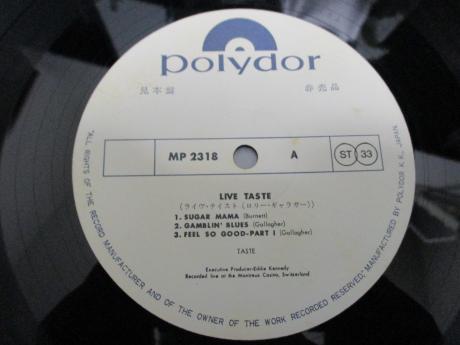 polydor
見本盤 非売品
MP 2318 A ST 33
LIVE TASTE
(ライヴ・テイスト(ロリー・ギャラガー))
1. SUGAR MAMA (Burnett)
2. GAMBLIN' BLUES (Gallagher)
3. FEEL SO GOOD-PART I (Gallagher)
TASTE
Executive Producer-Eddie Kennedy
Recorded live at the Montreux Casino, Switzerland
"ALL RIGHTS OF THE RECORD MANUFACTURER AND OF THE OWNER OF THE WORK RECORDED RESERVED," MANUFACTURED BY POLYDOR K.K., JAPAN